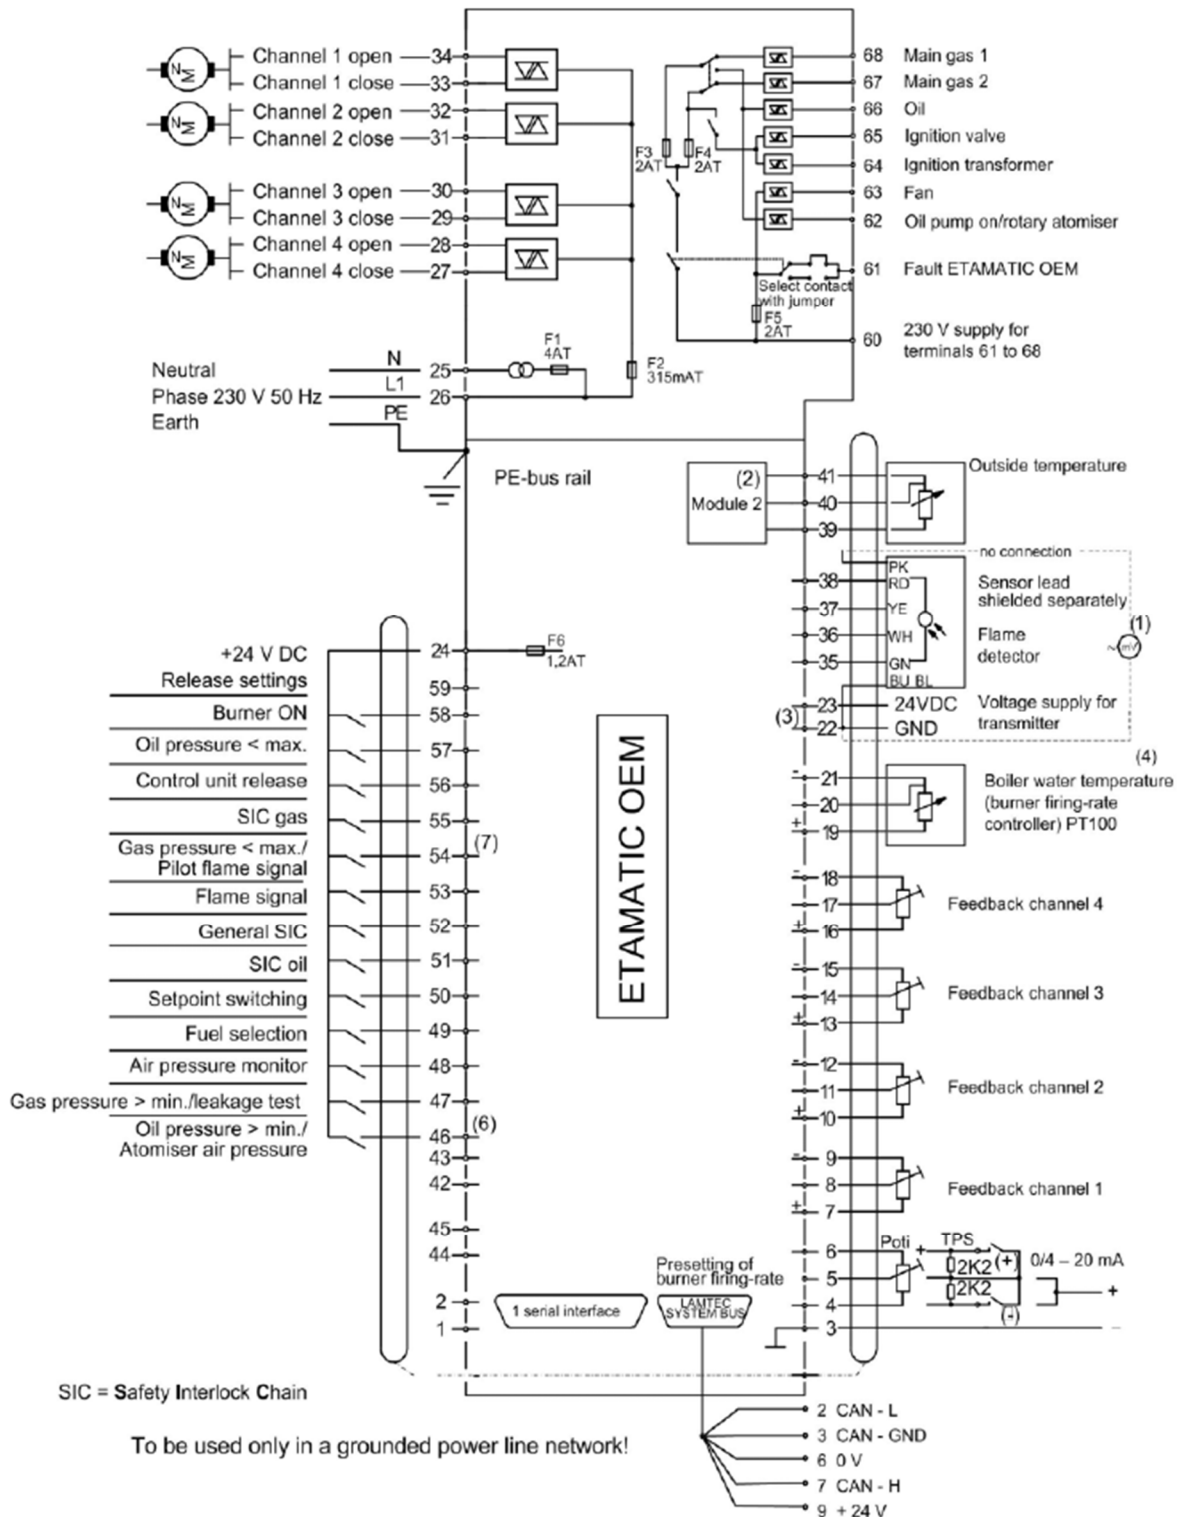 Channel 1 open 34
Channel 1 close 33
Channel 2 open 32
Channel 2 close 31
Channel 3 open 30
Channel 3 close 29
Channel 4 open 28
Channel 4 close 27
N
M
N
M
N
M
N
M
68 Main gas 1
67 Main gas 2
66 Oil
65 Ignition valve
64 Ignition transformer
63 Fan
62 Oil pump on/rotary atomiser
61 Fault ETAMATIC OEM
60 230 V supply for
terminals 61 to 68
F3
2AT
F4
2AT
Select contact
with jumper
F5
2AT
F1
4AT
F2
315mAT
Neutral N 25
Phase 230 V 50 Hz L1 26
Earth PE
PE-bus rail
(2)
Module 2
41
40
39
Outside temperature
no connection
PK
38 RD
37 YE
36 WH
35 GN
BU BL
Sensor lead
shielded separately
Flame
detector
(1)
~mV
(3)
23 24VDC
22 GND
Voltage supply for
transmitter
(4)
- 21
20
+ 19
Boiler water temperature
(burner firing-rate
controller) PT100
- 18
17
+ 16
Feedback channel 4
- 15
14
+ 13
Feedback channel 3
- 12
11
+ 10
Feedback channel 2
- 9
8
+ 7
Feedback channel 1
6
5
4
3
Poti
+
TPS
2K2
2K2
(+)
(-)
0/4 – 20 mA
+
–
+24 V DC 24
F6
1,2AT
Release settings 59
Burner ON 58
Oil pressure < max. 57
Control unit release 56
SIC gas 55
Gas pressure < max./
Pilot flame signal 54 (7)
Flame signal 53
General SIC 52
SIC oil 51
Setpoint switching 50
Fuel selection 49
Air pressure monitor 48
Gas pressure > min./leakage test 47
Oil pressure > min./
Atomiser air pressure 46 (6)
43
42
45
44
2
1
ETAMATIC OEM
1 serial interface
Presetting of
burner firing-rate
LAMTEC
SYSTEM BUS
SIC = Safety Interlock Chain
To be used only in a grounded power line network!
2 CAN - L
3 CAN - GND
6 0 V
7 CAN - H
9 + 24 V